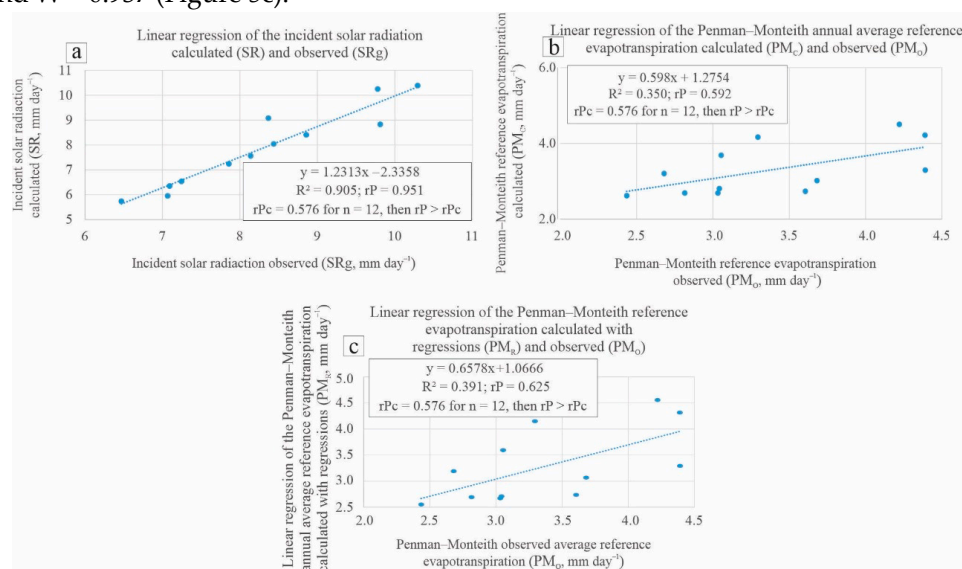 a
Linear regression of the incident solar radiation
calculated (SR) and observed (SRg)
Incident solar radiaction
calculated (SR, mm day⁻¹)
11
10
9
8
7
6
5
y = 1.2313x –2.3358
R² = 0.905; rP = 0.951
rPc = 0.576 for n = 12, then rP > rPc
6 7 8 9 10 11
Incident solar radiaction observed (SRg, mm day⁻¹)
b
Linear regression of the Penman–Monteith annual average reference
evapotranspiration calculated (PM_C) and observed (PM_O)
Penman–Monteith reference evapotranspiration
calculated (PM_C, mm day⁻¹)
6.0
4.0
2.0
y = 0.598x + 1.2754
R² = 0.350; rP = 0.592
rPc = 0.576 for n = 12, then rP > rPc
2.0 2.5 3.0 3.5 4.0 4.5
Penman–Monteith reference evapotranspiration
observed (PM_O, mm day⁻¹)
c
Linear regression of the Penman–Monteith reference
evapotranspiration calculated with
regressions (PM_R) and observed (PM_O)
Linear regression of the Penman–Monteith
annual average reference evapotranspiration
calculated with regressions (PM_R, mm day⁻¹)
5.0
4.5
4.0
3.5
3.0
2.5
y = 0.6578x+1.0666
R² = 0.391; rP = 0.625
rPc = 0.576 for n = 12, then rP > rPc
2.0 2.5 3.0 3.5 4.0 4.5
Penman–Monteith observed average reference
evapotranspiration (PM_O, mm day⁻¹)